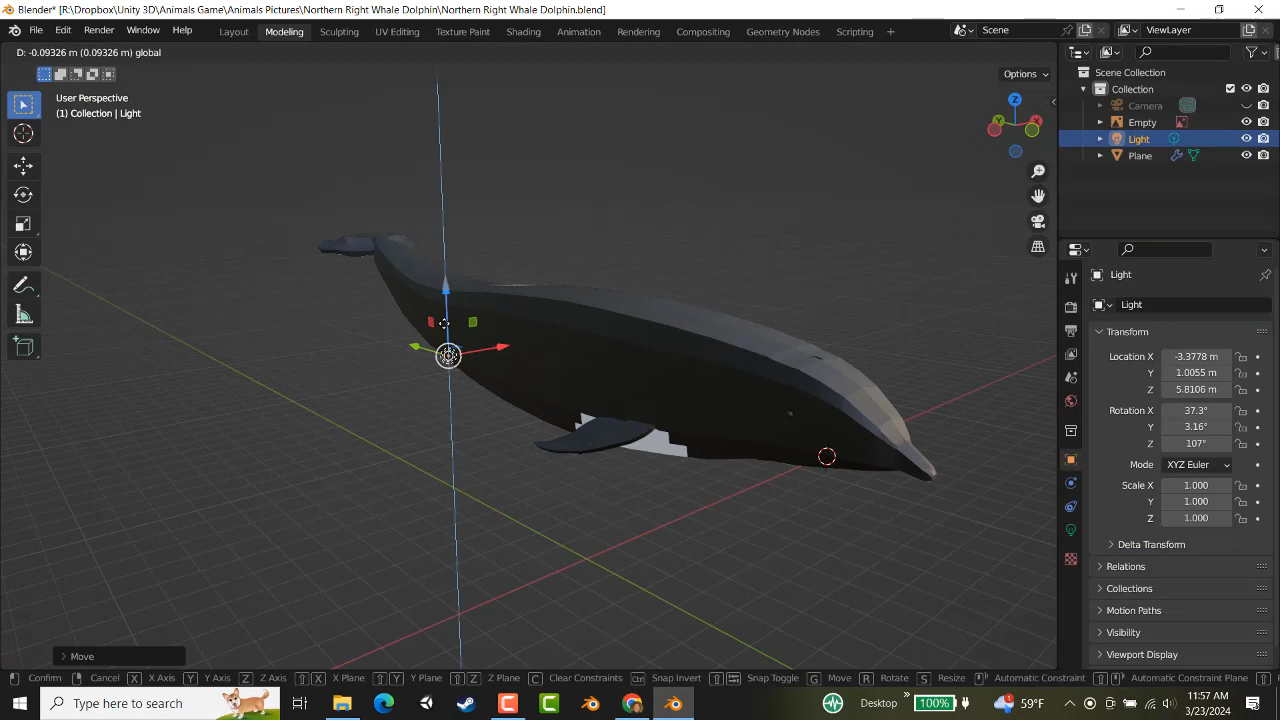 Blender* [R:\Dropbox\Unity 3D\Animals Game\Animals Pictures\Northern Right Whale Dolphin\Northern Right Whale Dolphin.blend]
File Edit Render Window Help Layout Modeling Sculpting UV Editing Texture Paint Shading Animation Rendering Compositing Geometry Nodes Scripting + Scene ViewLayer
D: -0.09326 m (0.09326 m) global
Options
User Perspective
(1) Collection | Light
Scene Collection
Collection
Camera
Empty
Light
Plane
Z
Y
X
Light
Light
Transform
Location X -3.3778 m
Y 1.0055 m
Z 5.8106 m
Rotation X 37.3°
Y 3.16°
Z 107°
Mode XYZ Euler
Scale X 1.000
Y 1.000
Z 1.000
Delta Transform
Relations
Collections
Motion Paths
Visibility
Viewport Display
Move
Confirm Cancel X X Axis Y Y Axis Z Z Axis X X Plane Y Y Plane Z Z Plane C Clear Constraints Ctrl Snap Invert Snap Toggle G Move R Rotate S Resize Automatic Constraint Automatic Constraint Plane
Type here to search Desktop 100% 1 59°F 11:57 AM
3/23/2024